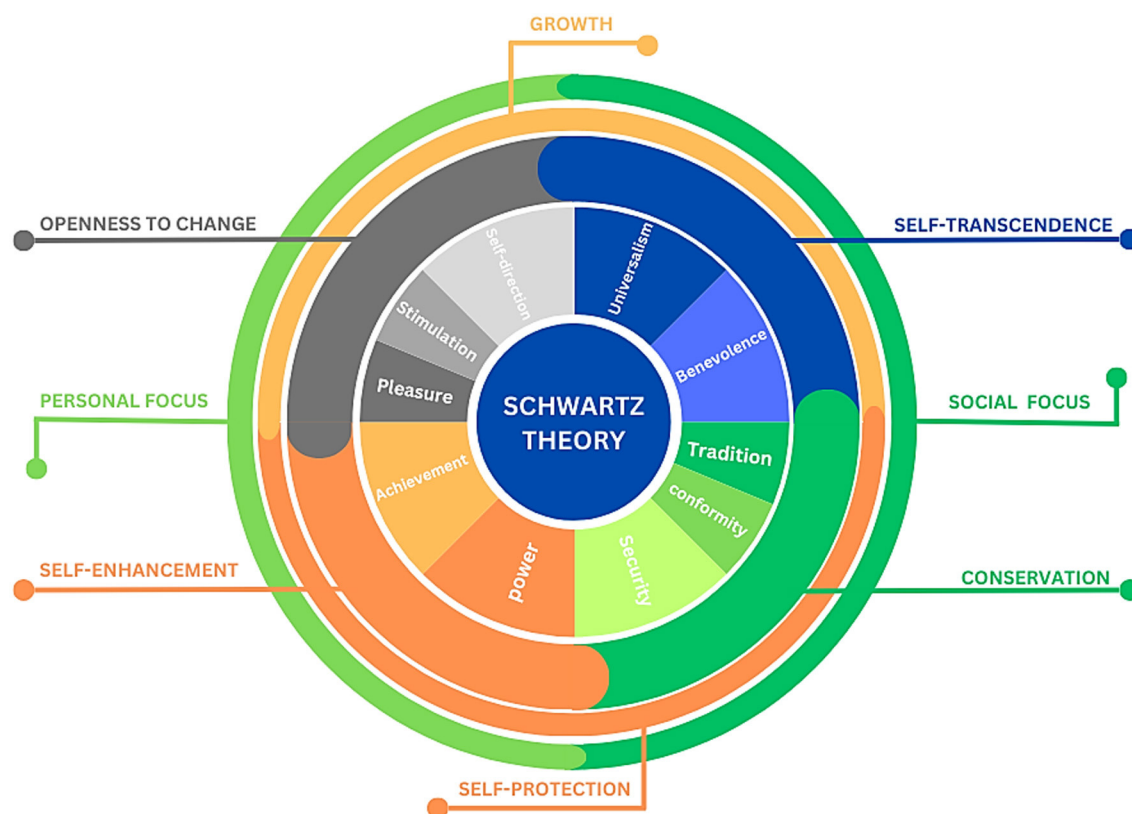 GROWTH
OPENNESS TO CHANGE
SELF-TRANSCENDENCE
Self-direction
Universalism
Stimulation
Benevolence
Pleasure
PERSONAL FOCUS
SCHWARTZ
THEORY
SOCIAL FOCUS
Achievement
Tradition
conformity
power
Security
SELF-ENHANCEMENT
CONSERVATION
SELF-PROTECTION